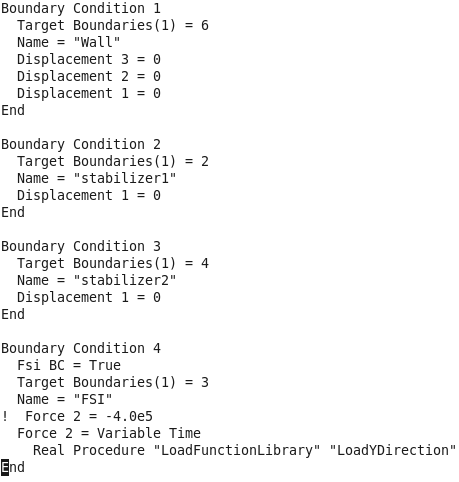 Boundary Condition 1
  Target Boundaries(1) = 6
  Name = "Wall"
  Displacement 3 = 0
  Displacement 2 = 0
  Displacement 1 = 0
End

Boundary Condition 2
  Target Boundaries(1) = 2
  Name = "stabilizer1"
  Displacement 1 = 0
End

Boundary Condition 3
  Target Boundaries(1) = 4
  Name = "stabilizer2"
  Displacement 1 = 0
End

Boundary Condition 4
  Fsi BC = True
  Target Boundaries(1) = 3
  Name = "FSI"
!  Force 2 = -4.0e5
  Force 2 = Variable Time
    Real Procedure "LoadFunctionLibrary" "LoadYDirection"
End